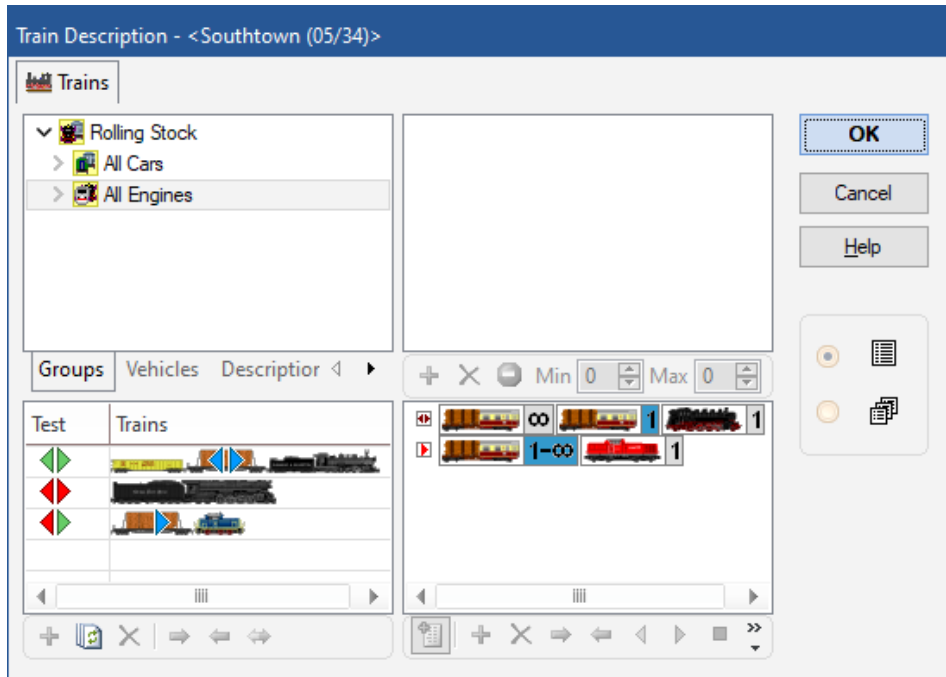 Train Description - <Southtown (05/34)>
Trains
Rolling Stock
All Cars
All Engines
OK
Cancel
Help
Groups Vehicles Description
Min 0 Max 0
Test Trains
∞ 1 1
1-∞ 1